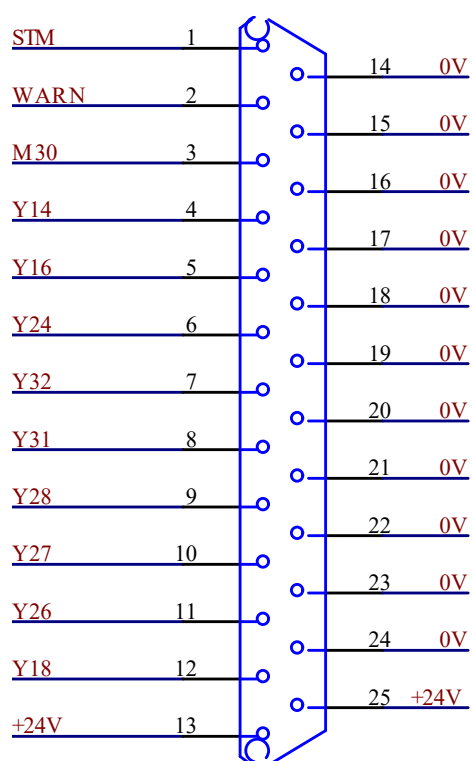 STM 1
14 0V
WARN 2
15 0V
M30 3
16 0V
Y14 4
17 0V
Y16 5
18 0V
Y24 6
19 0V
Y32 7
20 0V
Y31 8
21 0V
Y28 9
22 0V
Y27 10
23 0V
Y26 11
24 0V
Y18 12
25 +24V
+24V 13